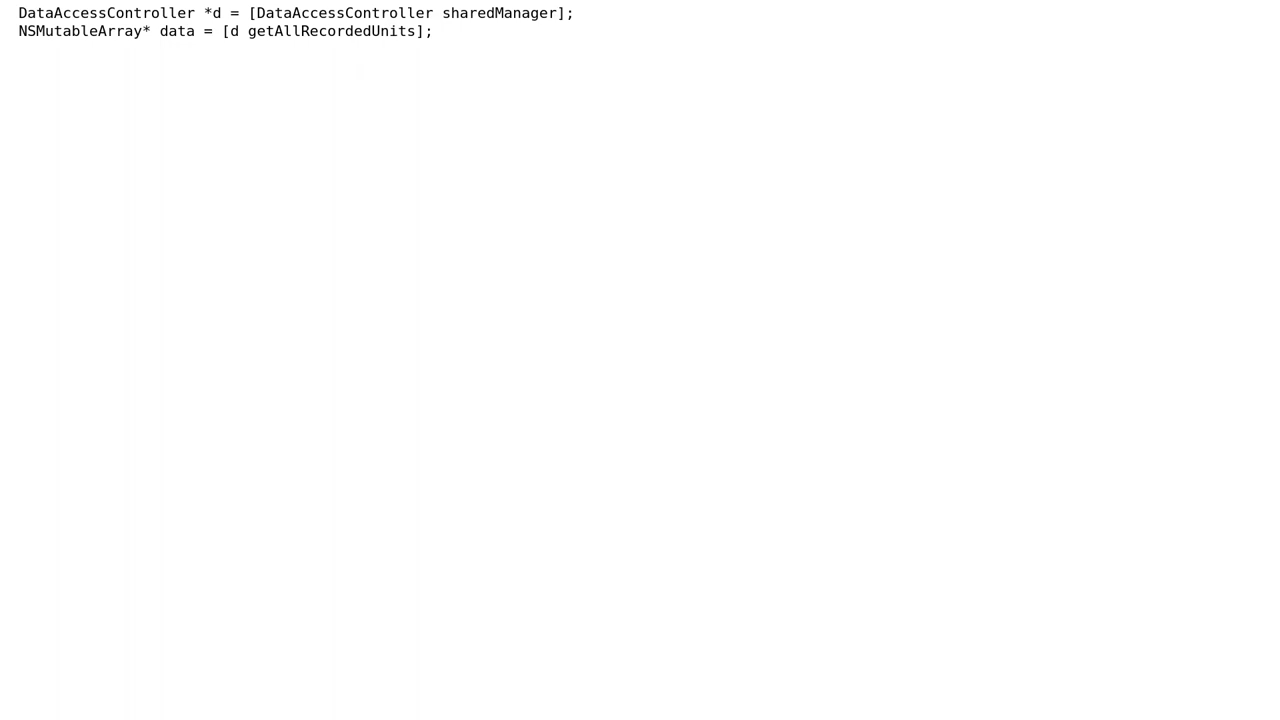 DataAccessController *d = [DataAccessController sharedManager];
NSMutableArray* data = [d getAllRecordedUnits];